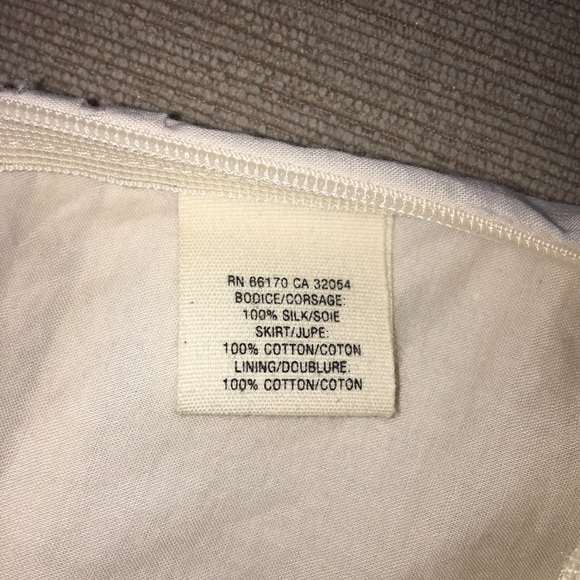 RN 66170 CA 32054
BODICE/CORSAGE:
100% SILK/SOIE
SKIRT/JUPE:
100% COTTON/COTON
LINING/DOUBLURE:
100% COTTON/COTON